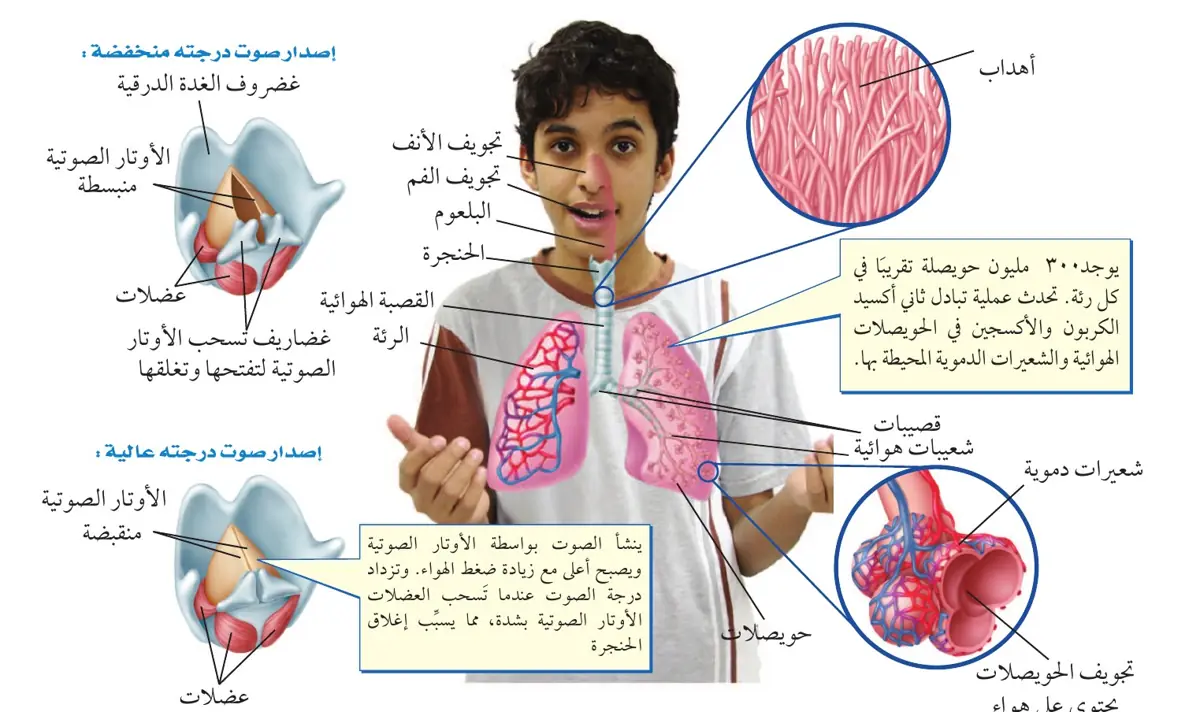 إصدار صوت درجته منخفضة :
غضروف الغدة الدرقية
الأوتار الصوتية
منبسطة
عضلات
غضاريف تَسحب الأوتار
الصوتية لتفتحها وتغلقها
إصدار صوت درجته عالية :
الأوتار الصوتية
منقبضة
عضلات
تجويف الأنف
تجويف الفم
البلعوم
الحنجرة
القصبة الهوائية
الرئة
ينشأ الصوت بواسطة الأوتار الصوتية
ويصبح أعلى مع زيادة ضغط الهواء. وتزداد
درجة الصوت عندما تَسحب العضلات
الأوتار الصوتية بشدة، مما يسبِّب إغلاق
الحنجرة
أهداب
يوجد٣٠٠ مليون حويصلة تقريبًا في
كل رئة. تحدث عملية تبادل ثاني أكسيد
الكربون والأكسجين في الحويصلات
الهوائية والشعيرات الدموية المحيطة بها.
قصيبات
شعيبات هوائية
شعيرات دموية
حويصلات
تجويف الحويصلات
يحتوي على هواء